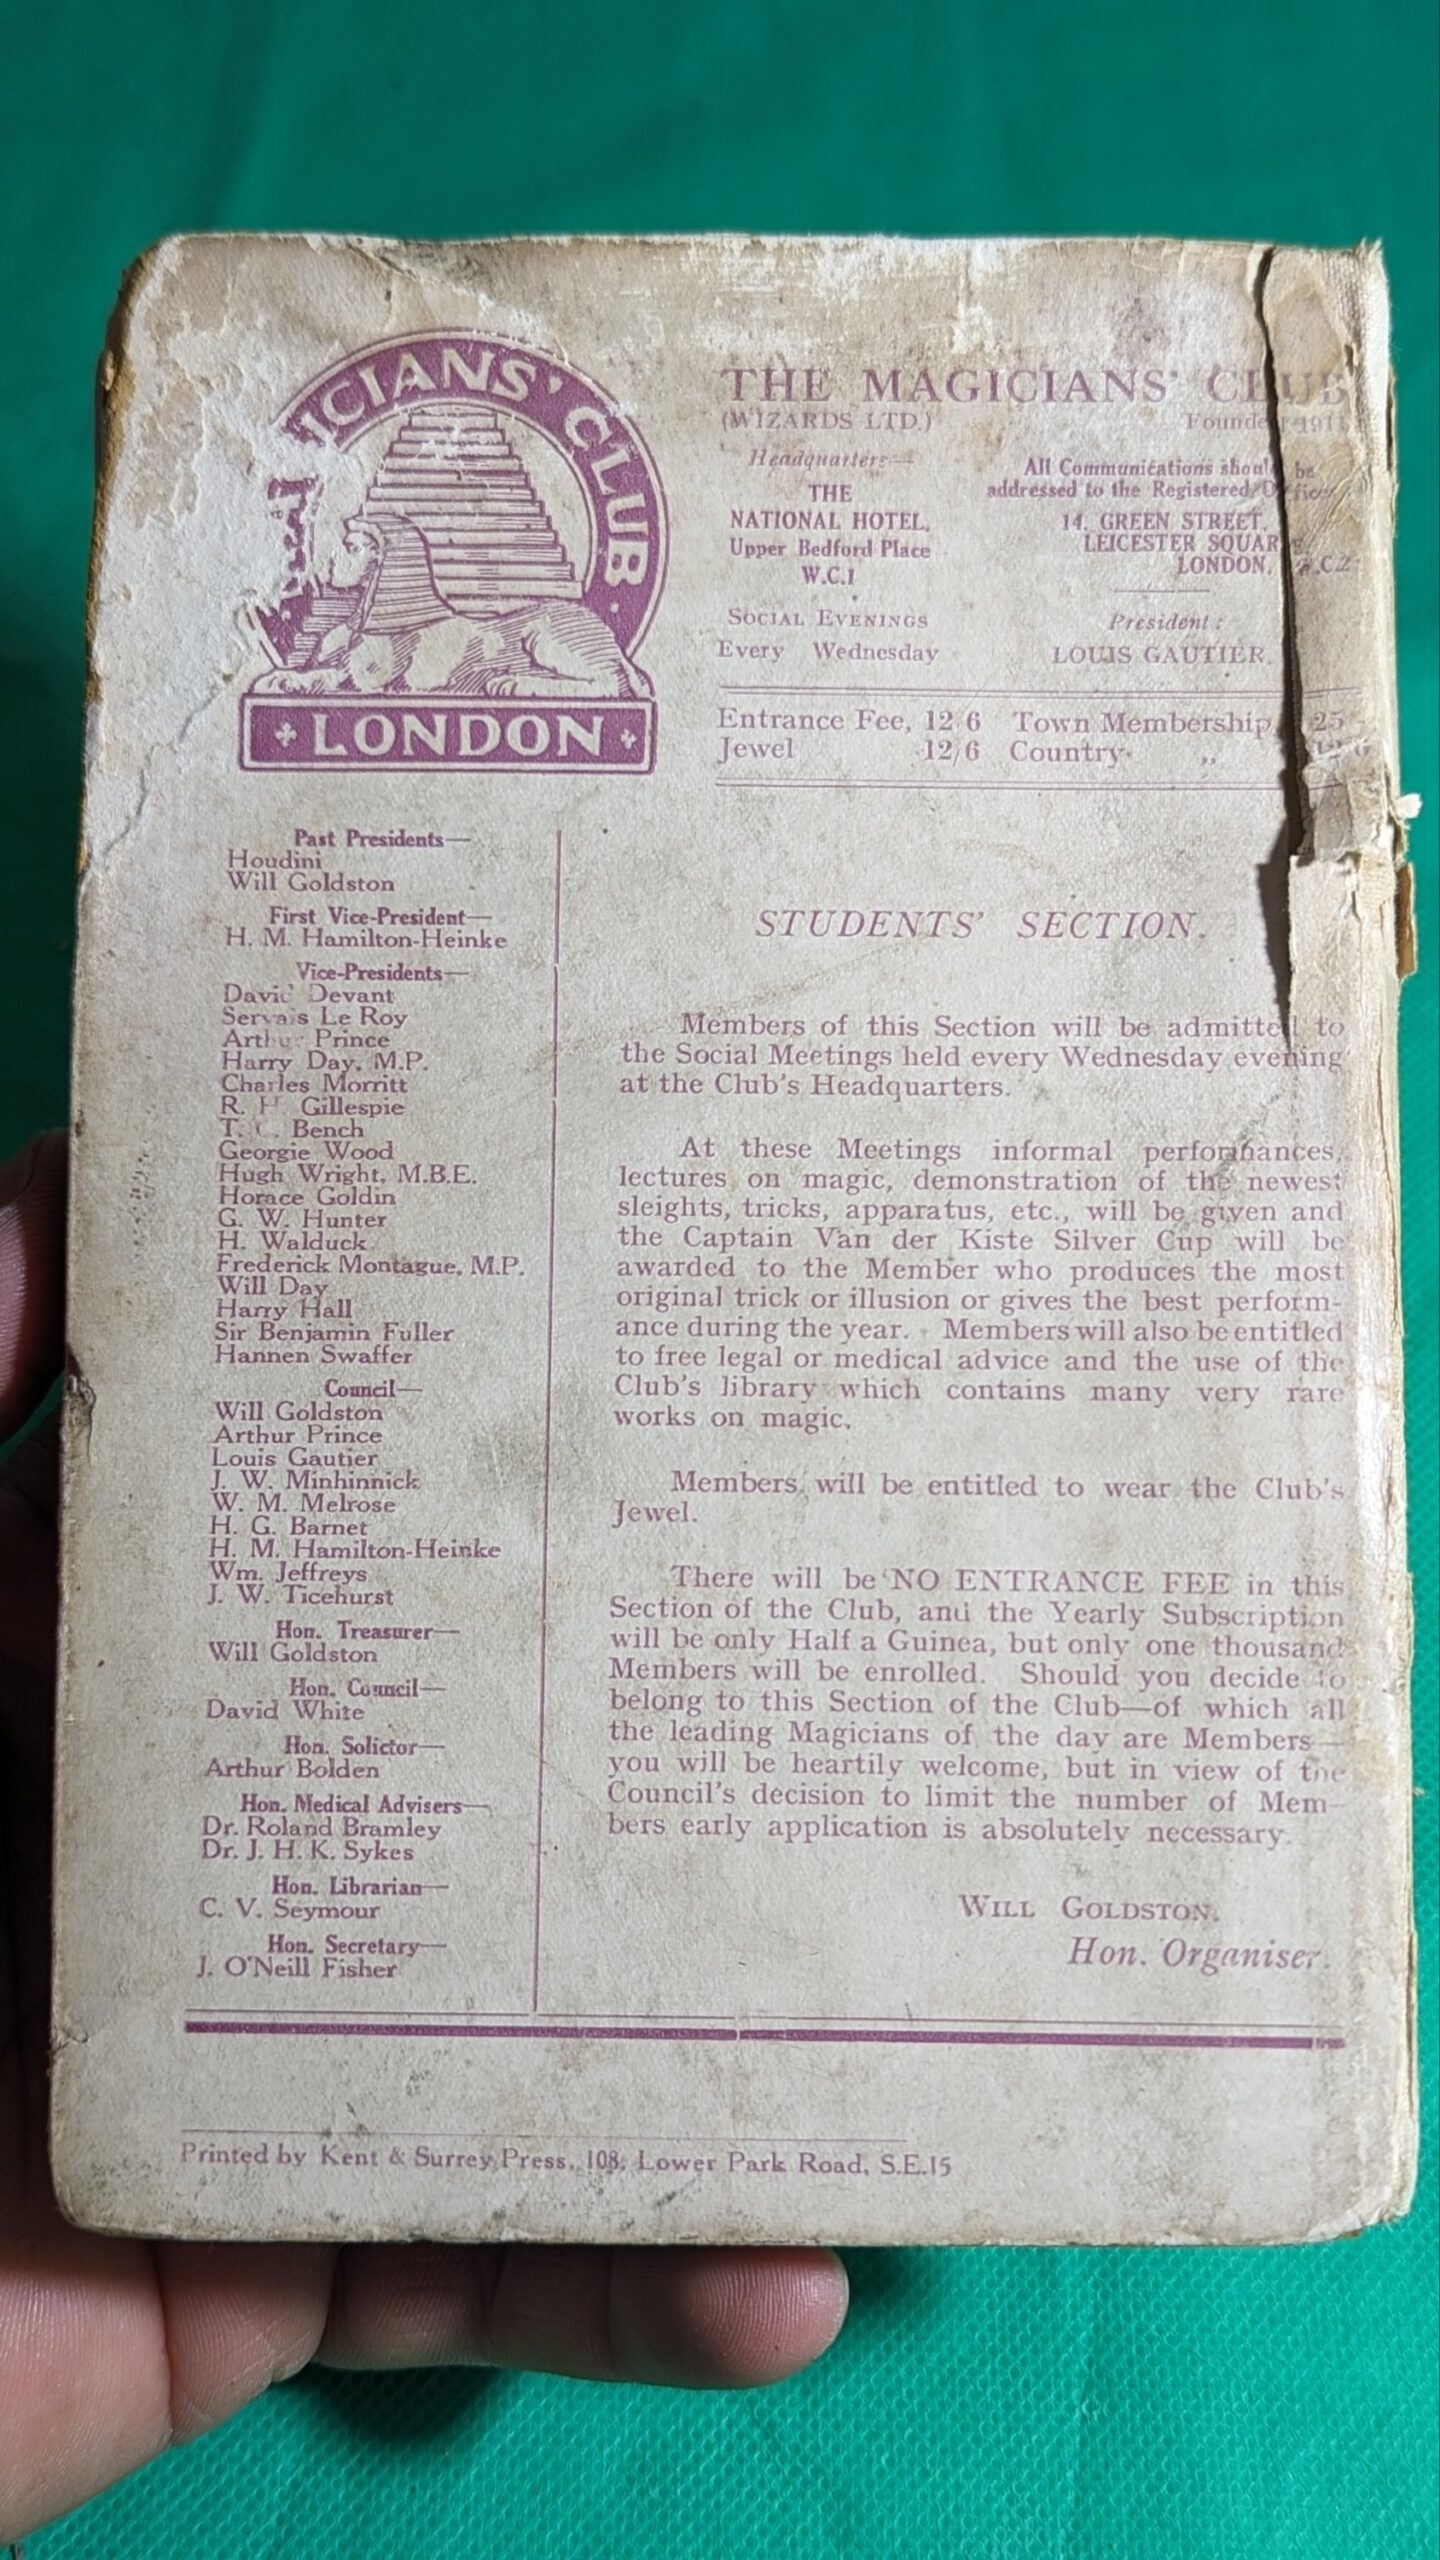 MAGICIANS' CLUB
LONDON
THE MAGICIANS' CLUB
(WIZARDS LTD.) Founded 1911
Headquarters—
THE
NATIONAL HOTEL,
Upper Bedford Place
W.C.1
SOCIAL EVENINGS
Every Wednesday
All Communications should be
addressed to the Registered Office
14, GREEN STREET,
LEICESTER SQUARE,
LONDON, W.C.2
President:
LOUIS GAUTIER.
Entrance Fee, 12 6 Town Membership, 25
Jewel 12/6 Country ,, 12 6
Past Presidents—
Houdini
Will Goldston
First Vice-President—
H. M. Hamilton-Heinke
Vice-Presidents—
David Devant
Servais Le Roy
Arthur Prince
Harry Day, M.P.
Charles Morritt
R. H. Gillespie
T. C. Bench
Georgie Wood
Hugh Wright, M.B.E.
Horace Goldin
G. W. Hunter
H. Walduck
Frederick Montague, M.P.
Will Day
Harry Hall
Sir Benjamin Fuller
Hannen Swaffer
Council—
Will Goldston
Arthur Prince
Louis Gautier
J. W. Minhinnick
W. M. Melrose
H. G. Barnet
H. M. Hamilton-Heinke
Wm. Jeffreys
J. W. Ticehurst
Hon. Treasurer—
Will Goldston
Hon. Council—
David White
Hon. Solictor—
Arthur Bolden
Hon. Medical Advisers—
Dr. Roland Bramley
Dr. J. H. K. Sykes
Hon. Librarian—
C. V. Seymour
Hon. Secretary—
J. O'Neill Fisher
STUDENTS' SECTION.
Members of this Section will be admitted to
the Social Meetings held every Wednesday evening
at the Club's Headquarters.
At these Meetings informal performances,
lectures on magic, demonstration of the newest
sleights, tricks, apparatus, etc., will be given and
the Captain Van der Kiste Silver Cup will be
awarded to the Member who produces the most
original trick or illusion or gives the best perform-
ance during the year. Members will also be entitled
to free legal or medical advice and the use of the
Club's library which contains many very rare
works on magic.
Members will be entitled to wear the Club's
Jewel.
There will be NO ENTRANCE FEE in this
Section of the Club, and the Yearly Subscription
will be only Half a Guinea, but only one thousand
Members will be enrolled. Should you decide to
belong to this Section of the Club—of which all
the leading Magicians of the day are Members—
you will be heartily welcome, but in view of the
Council's decision to limit the number of Mem-
bers early application is absolutely necessary.
WILL GOLDSTON,
Hon. Organiser.
Printed by Kent & Surrey Press, 108, Lower Park Road, S.E.15